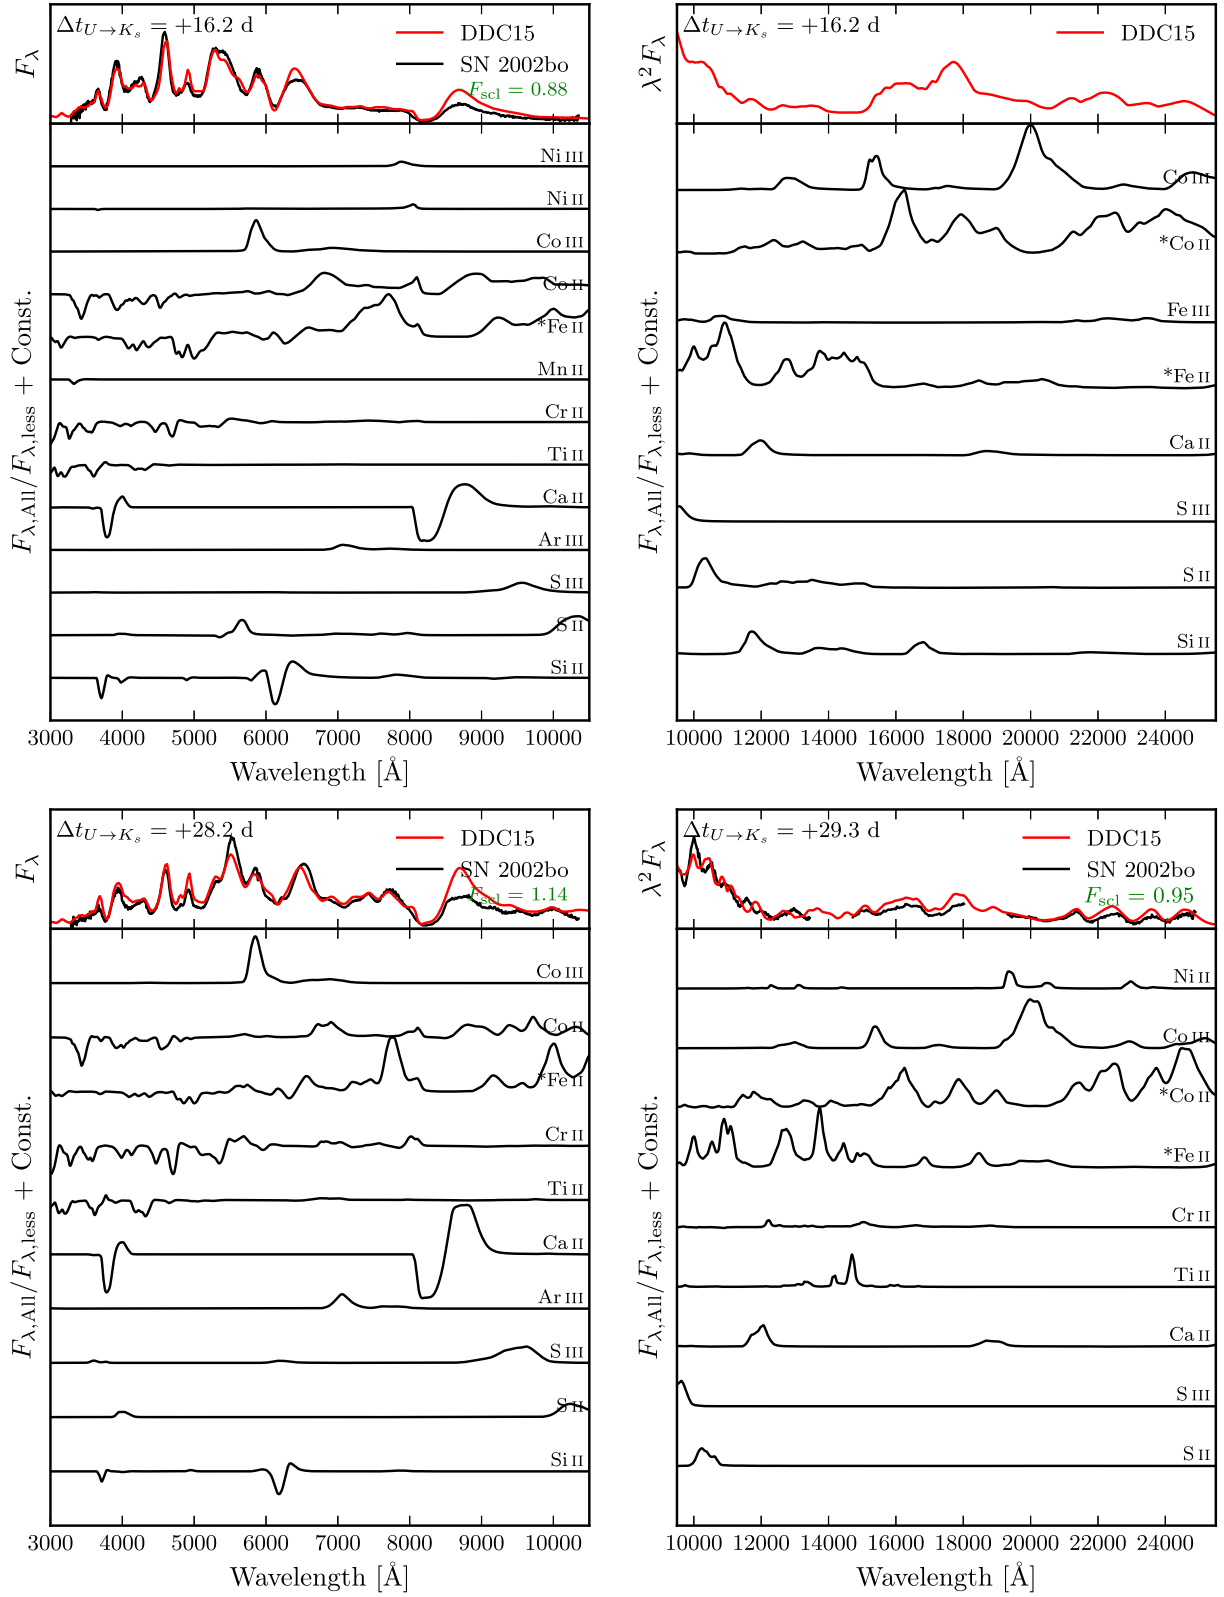 Δt_{U→K_s} = +16.2 d
DDC15
SN 2002bo
F_scl = 0.88
F_λ
Ni III
Ni II
Co III
Co II
*Fe II
Mn II
Cr II
Ti II
Ca II
Ar III
S III
S II
Si II
F_{λ,All}/F_{λ,less} + Const.
3000 4000 5000 6000 7000 8000 9000 10000
Wavelength [Å]
Δt_{U→K_s} = +16.2 d
DDC15
λ²F_λ
Co III
*Co II
Fe III
*Fe II
Ca II
S III
S II
Si II
F_{λ,All}/F_{λ,less} + Const.
10000 12000 14000 16000 18000 20000 22000 24000
Wavelength [Å]
Δt_{U→K_s} = +28.2 d
DDC15
SN 2002bo
F_scl = 1.14
F_λ
Co III
Co II
*Fe II
Cr II
Ti II
Ca II
Ar III
S III
S II
Si II
F_{λ,All}/F_{λ,less} + Const.
3000 4000 5000 6000 7000 8000 9000 10000
Wavelength [Å]
Δt_{U→K_s} = +29.3 d
DDC15
SN 2002bo
F_scl = 0.95
λ²F_λ
Ni II
Co III
*Co II
*Fe II
Cr II
Ti II
Ca II
S III
S II
F_{λ,All}/F_{λ,less} + Const.
10000 12000 14000 16000 18000 20000 22000 24000
Wavelength [Å]